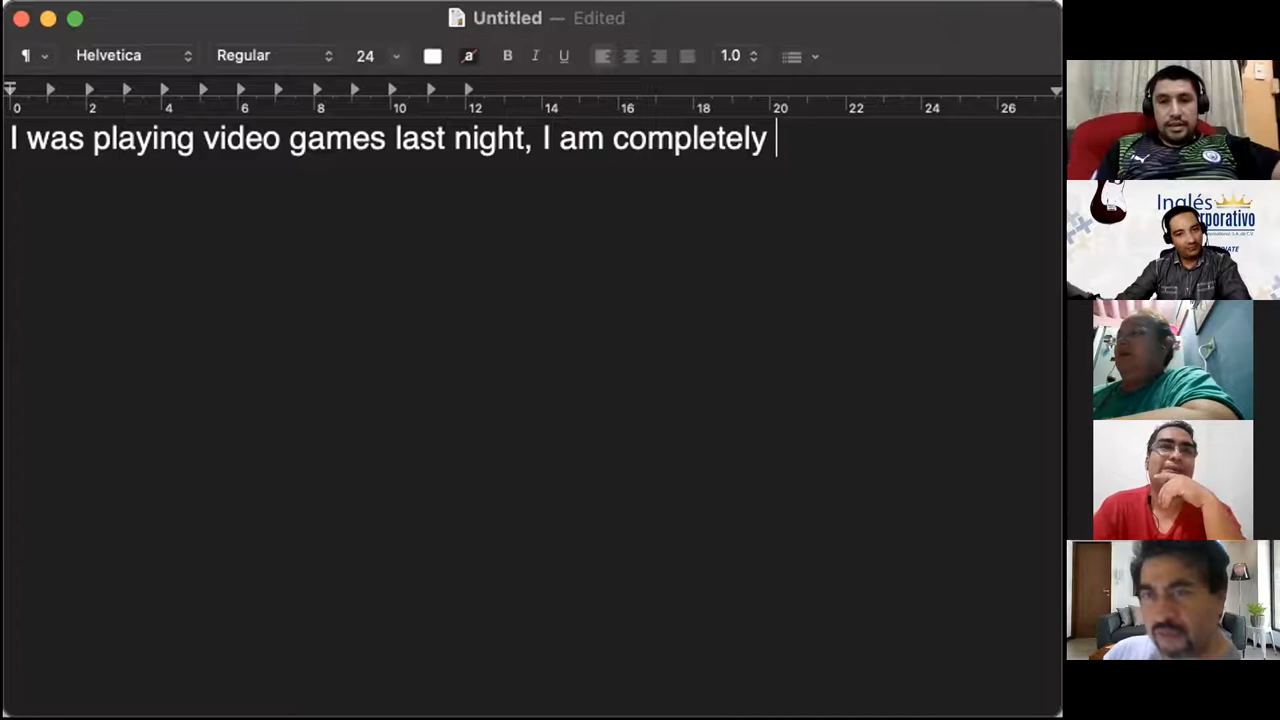 Untitled — Edited
¶ Helvetica Regular 24 a B I U 1.0
0 2 4 6 8 10 12 14 16 18 20 22 24 26
I was playing video games last night, I am completely
Inglés
rporativo